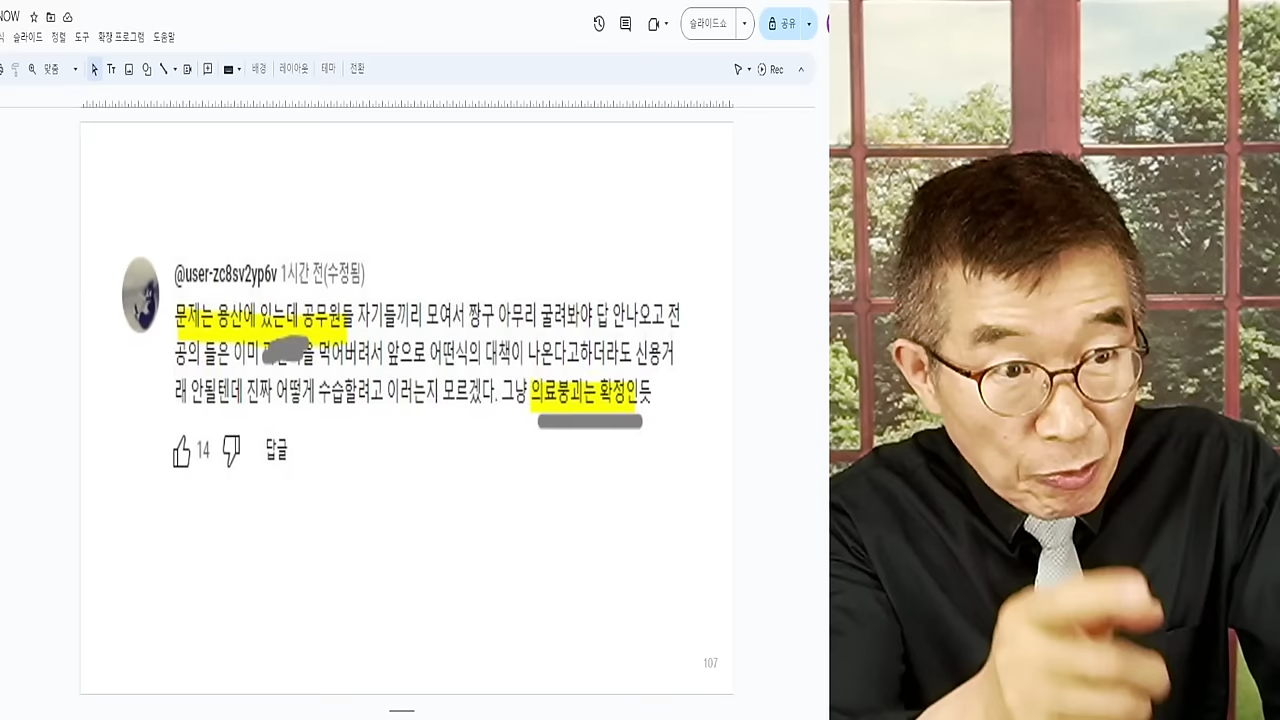 NOW
식 슬라이드 정렬 도구 확장 프로그램 도움말
슬라이드쇼
공유
맞춤
Tт
배경 레이아웃 테마 전환
Rec
@user-zc8sv2yp6v 1시간 전(수정됨)
문제는 용산에 있는데 공무원들 자기들끼리 모여서 짱구 아무리 굴려봐야 답 안나오고 전
공의 들은 이미 을 먹어버려서 앞으로 어떤식의 대책이 나온다고하더라도 신용거
래 안될텐데 진짜 어떻게 수습할려고 이러는지 모르겠다. 그냥 의료붕괴는 확정인듯
14 답글
107